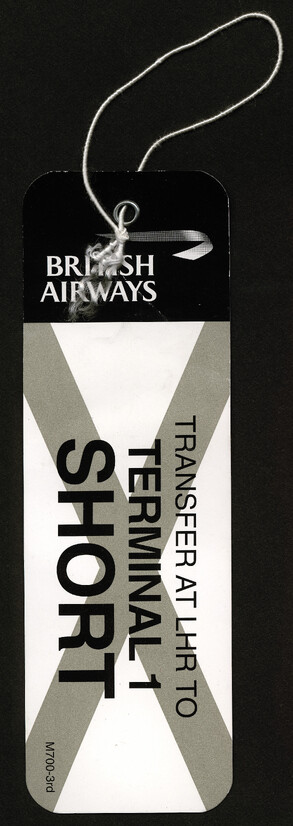 BRITISH
AIRWAYS
TRANSFER AT LHR TO
TERMINAL 1
SHORT
M700-3rd